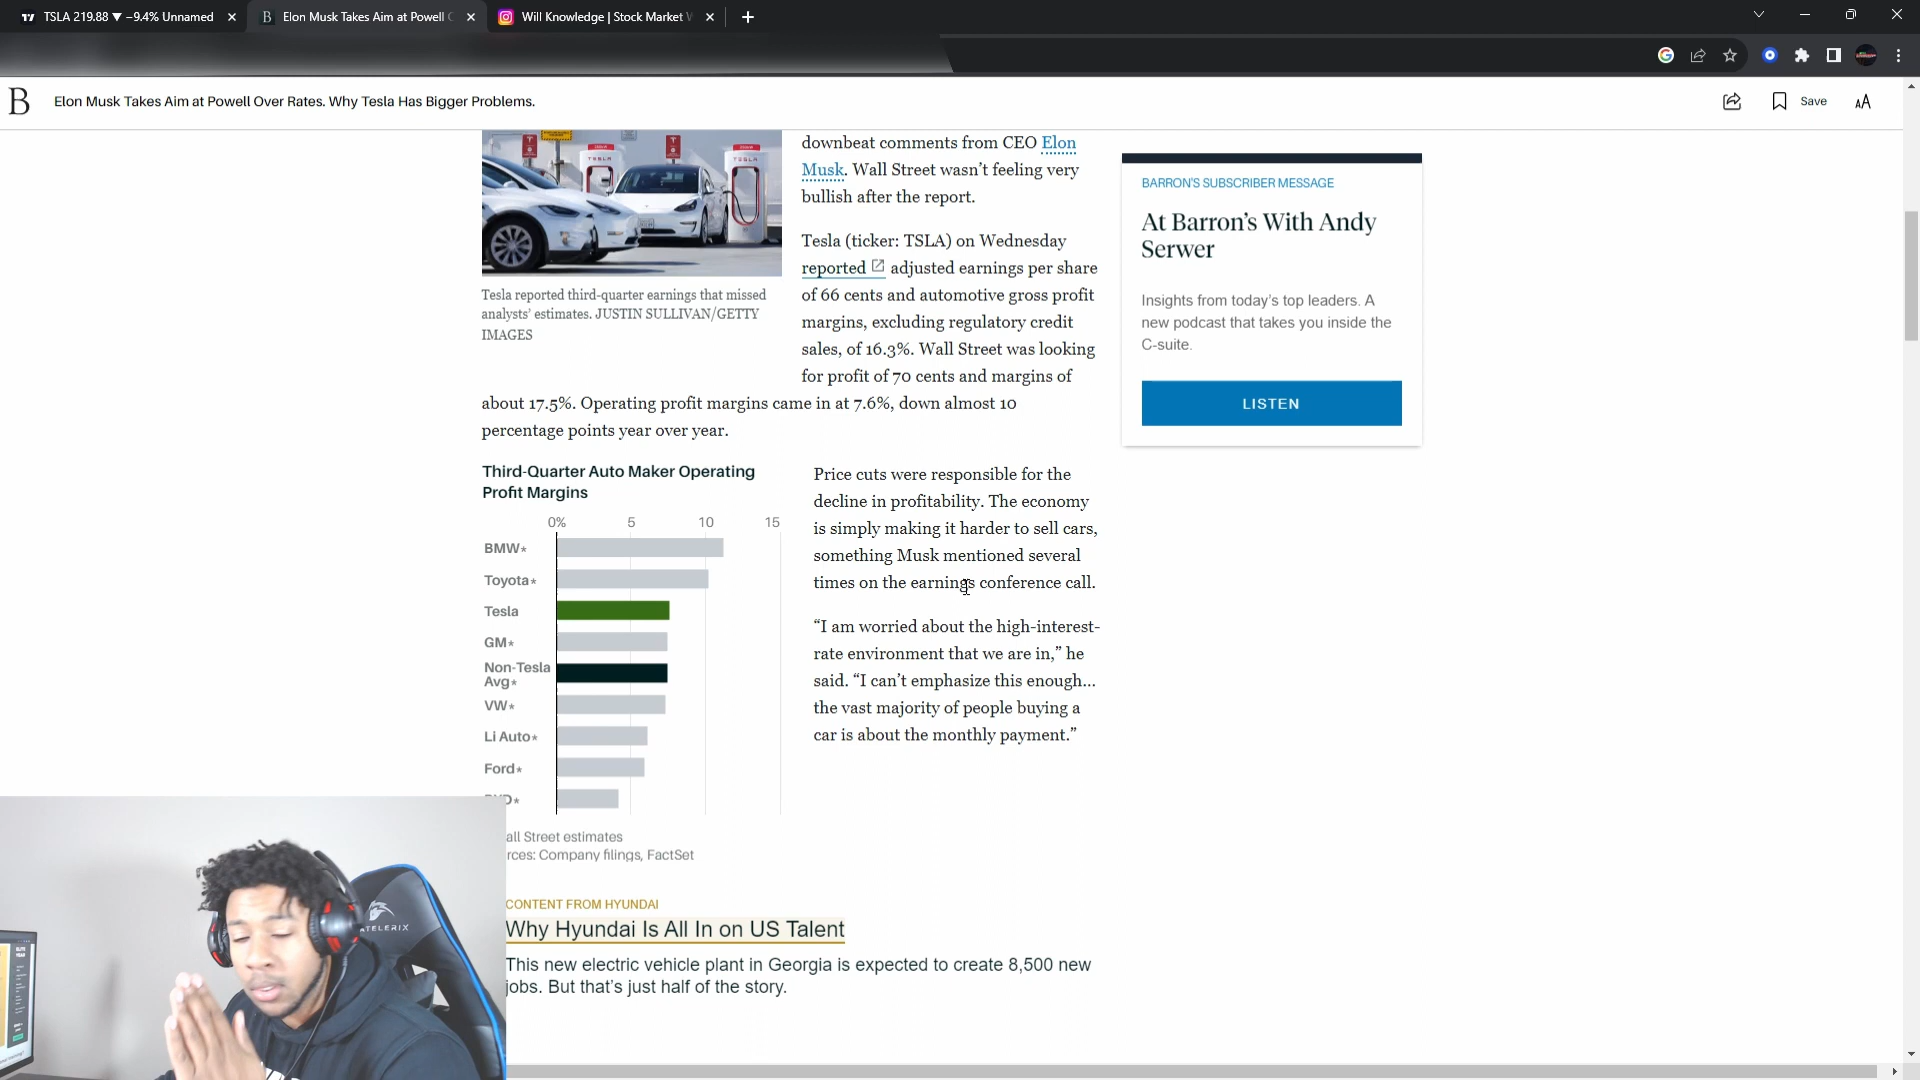 TSLA 219.88 ▼ −9.4% Unnamed
Elon Musk Takes Aim at Powell
Will Knowledge | Stock Market
B
Elon Musk Takes Aim at Powell Over Rates. Why Tesla Has Bigger Problems.
Save
AA
TESLA
TESLA
Tesla reported third-quarter earnings that missed
analysts’ estimates. JUSTIN SULLIVAN/GETTY
IMAGES
downbeat comments from CEO Elon
Musk. Wall Street wasn’t feeling very
bullish after the report.
Tesla (ticker: TSLA) on Wednesday
reported adjusted earnings per share
of 66 cents and automotive gross profit
margins, excluding regulatory credit
sales, of 16.3%. Wall Street was looking
for profit of 70 cents and margins of
about 17.5%. Operating profit margins came in at 7.6%, down almost 10
percentage points year over year.
BARRON'S SUBSCRIBER MESSAGE
At Barron’s With Andy
Serwer
Insights from today’s top leaders. A
new podcast that takes you inside the
C-suite.
LISTEN
Third-Quarter Auto Maker Operating
Profit Margins
0% 5 10 15
BMW*
Toyota*
Tesla
GM*
Non-Tesla
Avg*
VW*
Li Auto*
Ford*
all Street estimates
rces: Company filings, FactSet
Price cuts were responsible for the
decline in profitability. The economy
is simply making it harder to sell cars,
something Musk mentioned several
times on the earnings conference call.
“I am worried about the high-interest-
rate environment that we are in,” he
said. “I can’t emphasize this enough...
the vast majority of people buying a
car is about the monthly payment.”
CONTENT FROM HYUNDAI
Why Hyundai Is All In on US Talent
This new electric vehicle plant in Georgia is expected to create 8,500 new
jobs. But that’s just half of the story.